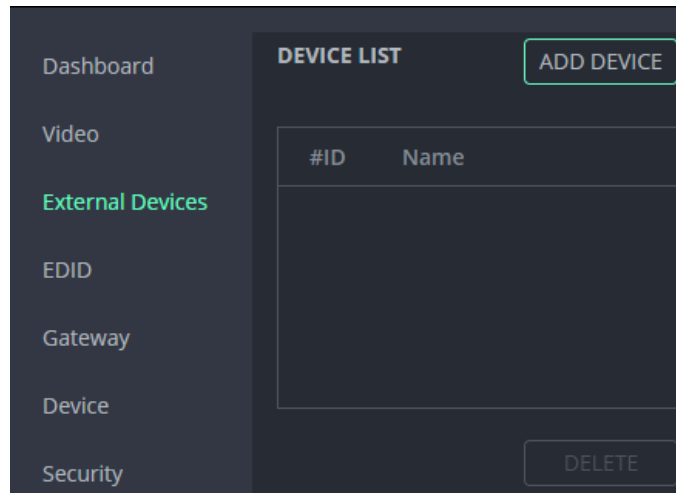 Dashboard
Video
External Devices
EDID
Gateway
Device
Security
DEVICE LIST
ADD DEVICE
#ID Name
DELETE